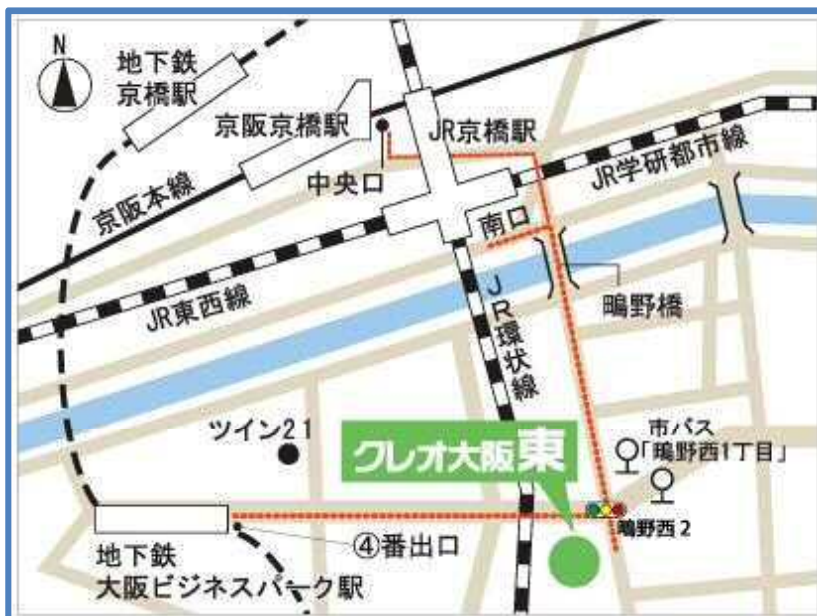 N
地下鉄
京橋駅
京阪京橋駅
JR京橋駅
中央口
JR学研都市線
京阪本線
南口
JR東西線
JR環状線
鴫野橋
ツイン21
市バス
「鴫野西1丁目」
クレオ大阪東
鴫野西2
④番出口
地下鉄
大阪ビジネスパーク駅